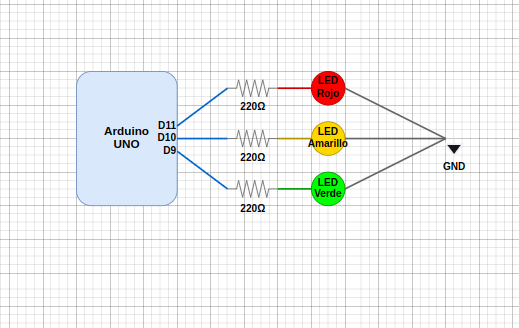 Arduino
UNO
D11
D10
D9
220Ω
220Ω
220Ω
LED
Rojo
LED
Amarillo
LED
Verde
GND